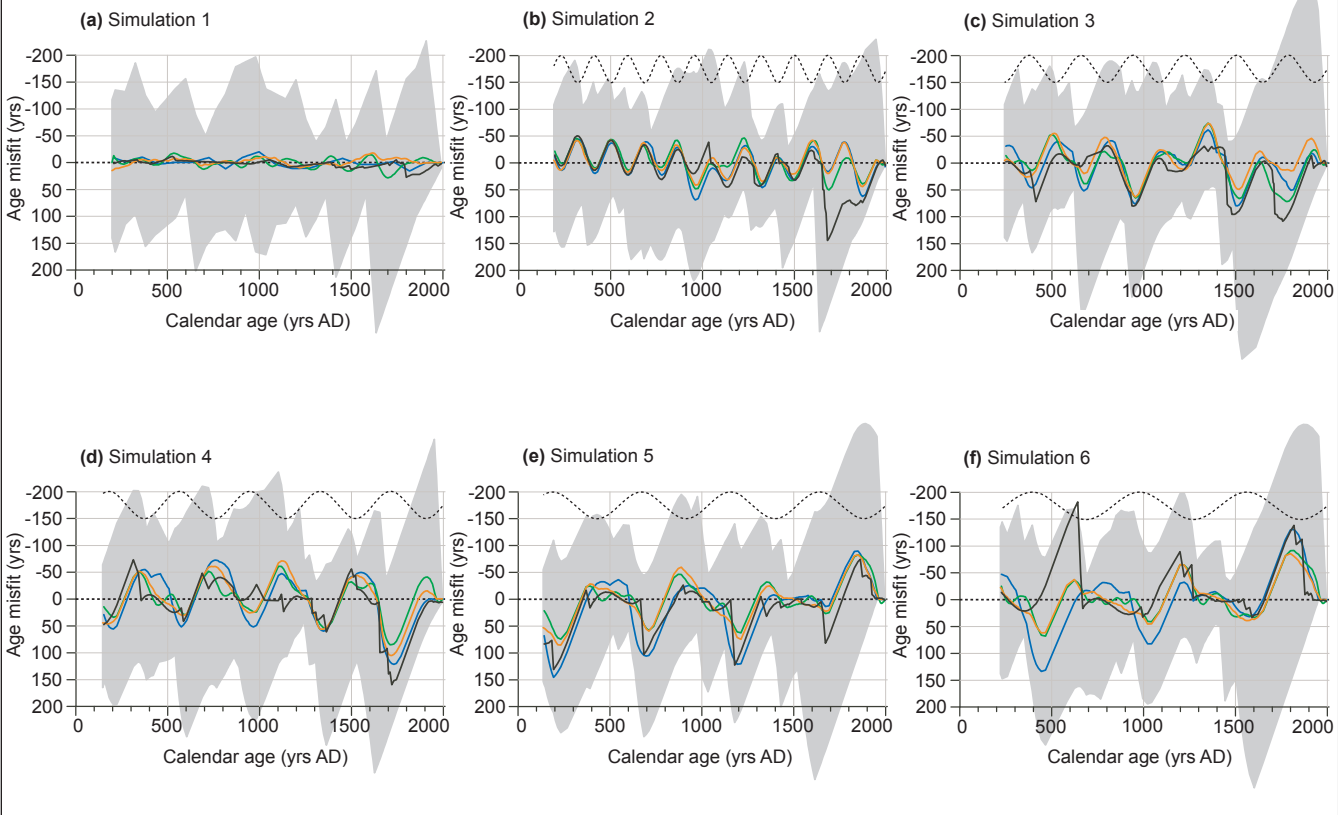 (a) Simulation 1
(b) Simulation 2
(c) Simulation 3
-200
-150
-100
-50
0
50
100
150
200
Age misfit (yrs)
0 500 1000 1500 2000
Calendar age (yrs AD)
-200
-150
-100
-50
0
50
100
150
200
Age misfit (yrs)
0 500 1000 1500 2000
Calendar age (yrs AD)
-200
-150
-100
-50
0
50
100
150
200
Age misfit (yrs)
0 500 1000 1500 2000
Calendar age (yrs AD)
(d) Simulation 4
(e) Simulation 5
(f) Simulation 6
-200
-150
-100
-50
0
50
100
150
200
Age misfit (yrs)
0 500 1000 1500 2000
Calendar age (yrs AD)
-200
-150
-100
-50
0
50
100
150
200
Age misfit (yrs)
0 500 1000 1500 2000
Calendar age (yrs AD)
-200
-150
-100
-50
0
50
100
150
200
Age misfit (yrs)
0 500 1000 1500 2000
Calendar age (yrs AD)